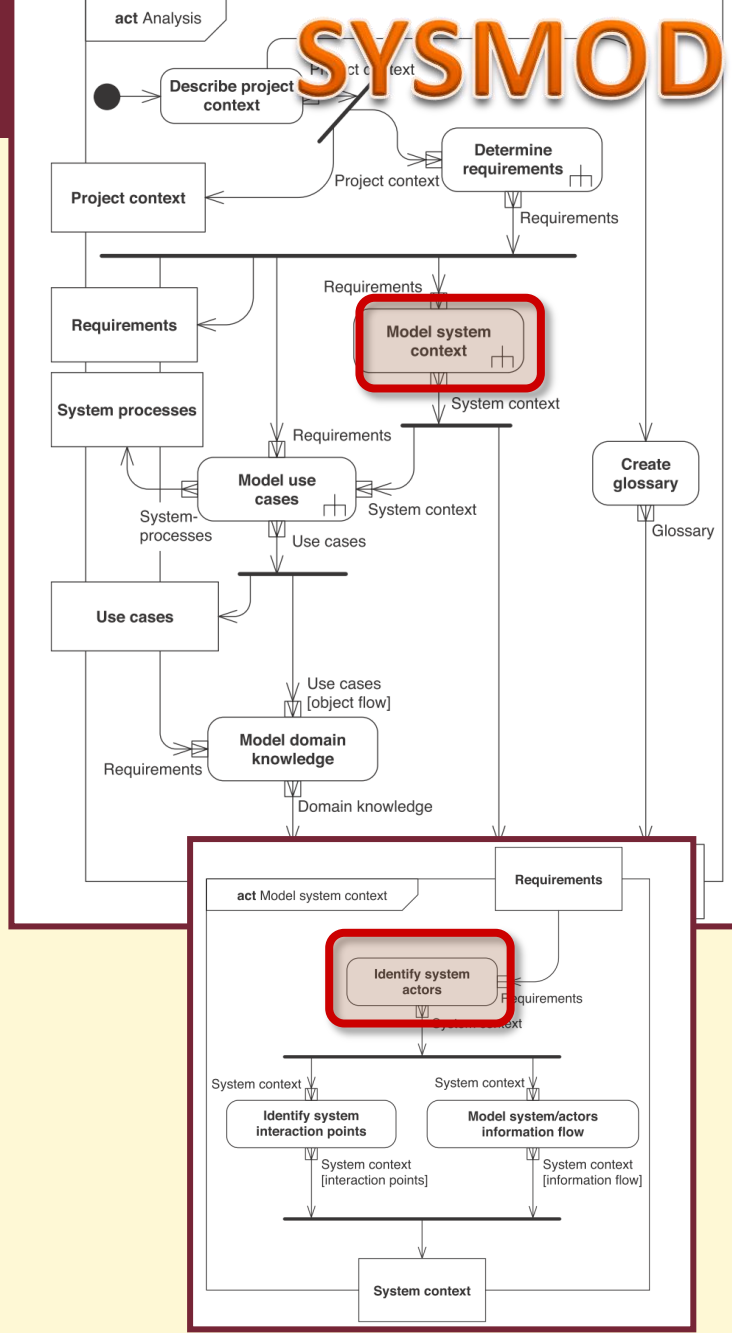 act Analysis
SYSMOD
Project context
Describe project
context
Determine
requirements
Project context
Project context
Requirements
Requirements
Requirements
Model system
context
System processes
System context
Requirements
Model use
cases
Create
glossary
System context
System-
processes
Glossary
Use cases
Use cases
Use cases
[object flow]
Model domain
knowledge
Requirements
Domain knowledge
Requirements
act Model system context
Identify system
actors
Requirements
System context
System context
System context
Identify system
interaction points
Model system/actors
information flow
System context
[interaction points]
System context
[information flow]
System context